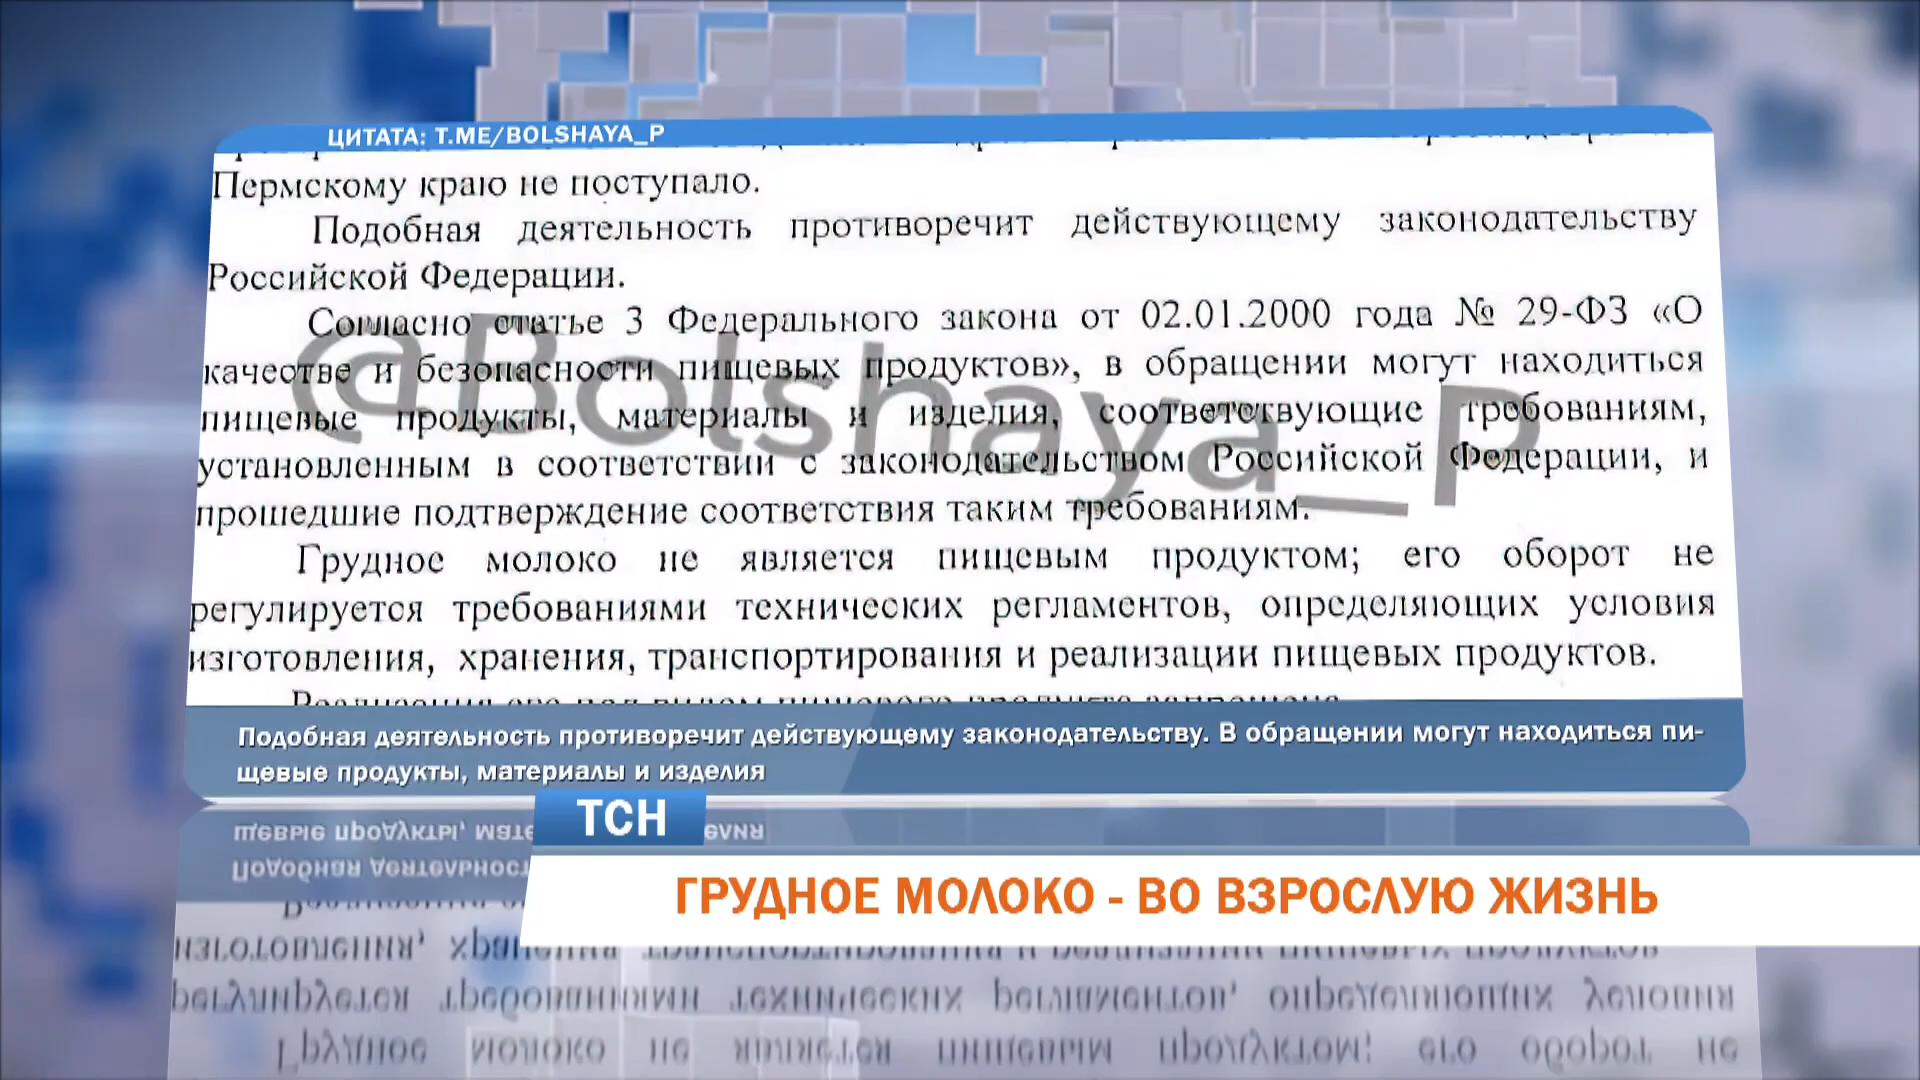 ЦИТАТА: T.ME/BOLSHAYA_P
Пермскому краю не поступало.
Подобная деятельность противоречит действующему законодательству
Российской Федерации.
Согласно статье 3 Федерального закона от 02.01.2000 года № 29-ФЗ «О
качестве и безопасности пищевых продуктов», в обращении могут находиться
пищевые продукты, материалы и изделия, соответствующие требованиям,
установленным в соответствии с законодательством Российской Федерации, и
прошедшие подтверждение соответствия таким требованиям.
@Bolshaya_P
Грудное молоко не является пищевым продуктом; его оборот не
регулируется требованиями технических регламентов, определяющих условия
изготовления, хранения, транспортирования и реализации пищевых продуктов.
Подобная деятельность противоречит действующему законодательству. В обращении могут находиться пи-
щевые продукты, материалы и изделия
ТСН
ГРУДНОЕ МОЛОКО - ВО ВЗРОСЛУЮ ЖИЗНЬ